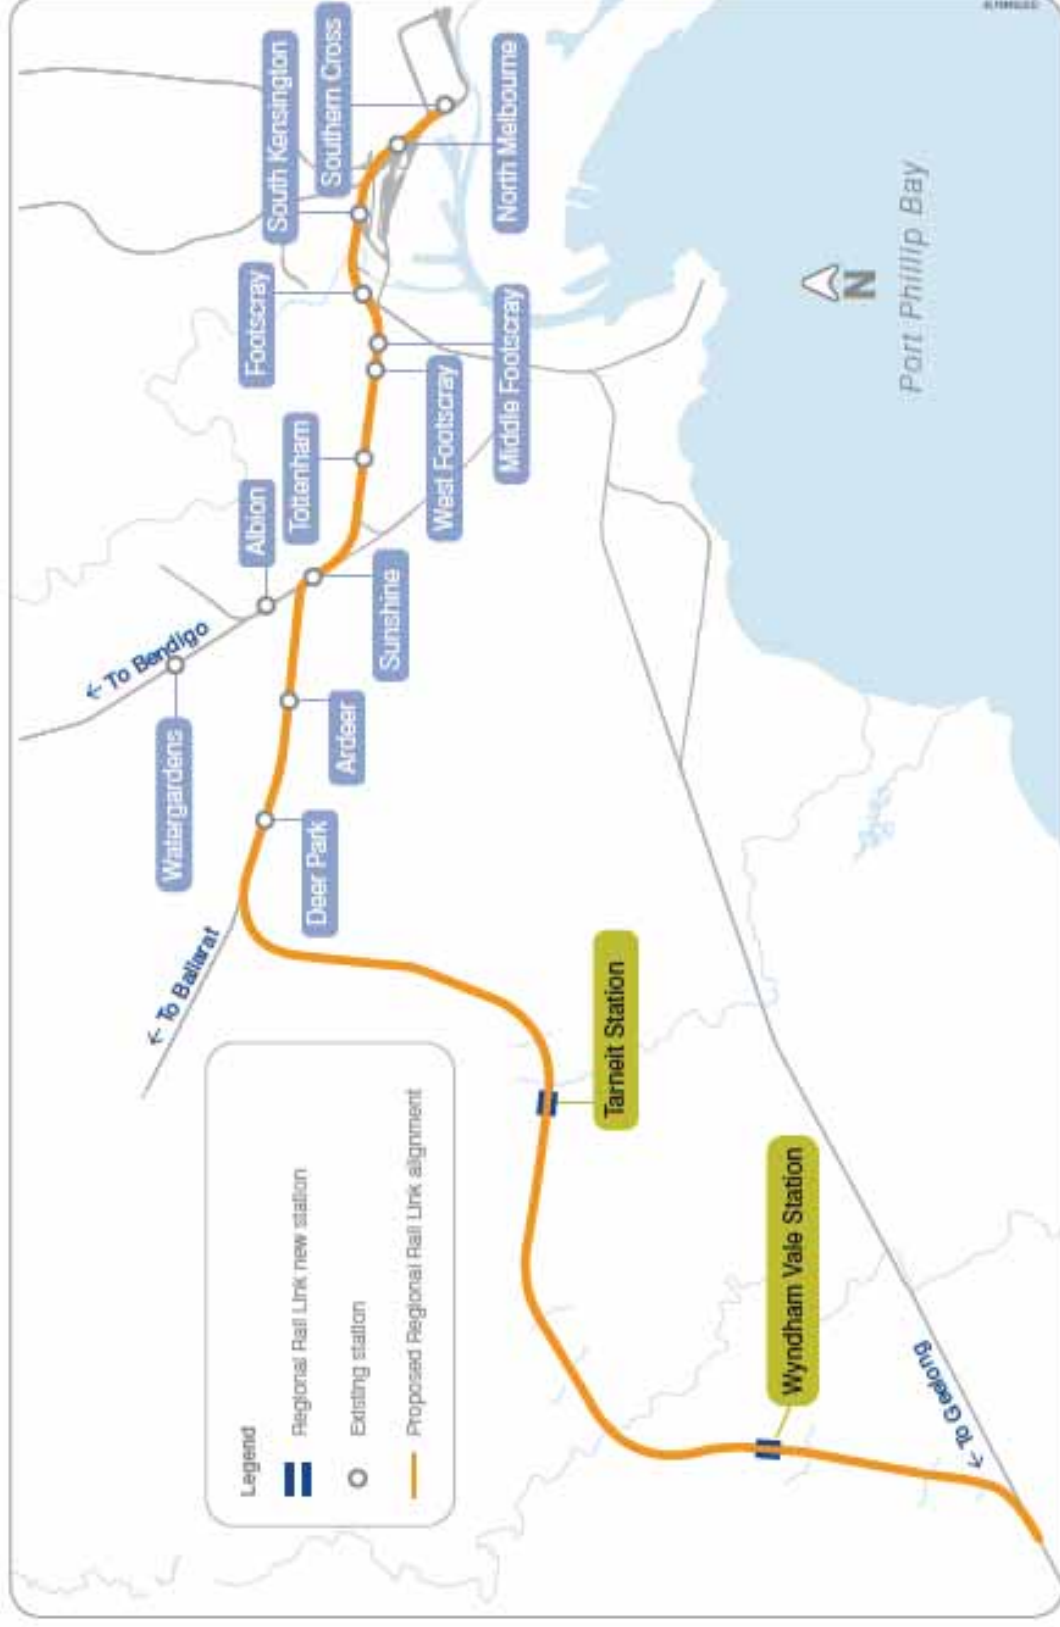 ← To Bendigo
Watergardens
Albion
← To Ballarat
Deer Park
Ardeer
Sunshine
Tottenham
West Footscray
Middle Footscray
Footscray
South Kensington
Southern Cross
North Melbourne
Tarneit Station
Wyndham Vale Station
← To Geelong
Port Phillip Bay
N
Legend
Regional Rail Link new station
Existing station
Proposed Regional Rail Link alignment